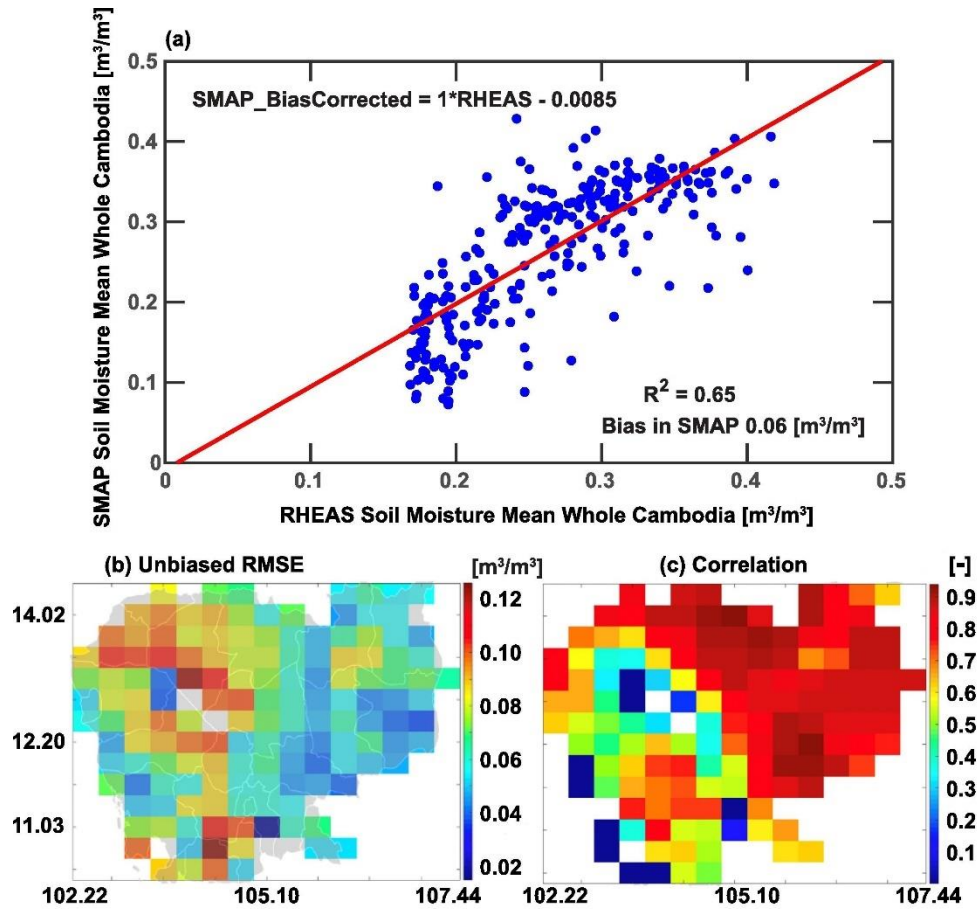 (a)
SMAP Soil Moisture Mean Whole Cambodia [m³/m³]
0.5
0.4
0.3
0.2
0.1
0
SMAP_BiasCorrected = 1*RHEAS - 0.0085
R² = 0.65
Bias in SMAP 0.06 [m³/m³]
0 0.1 0.2 0.3 0.4 0.5
RHEAS Soil Moisture Mean Whole Cambodia [m³/m³]
(b) Unbiased RMSE [m³/m³]
14.02
12.20
11.03
102.22 105.10 107.44
0.12
0.10
0.08
0.06
0.04
0.02
(c) Correlation [-]
102.22 105.10 107.44
0.9
0.8
0.7
0.6
0.5
0.4
0.3
0.2
0.1